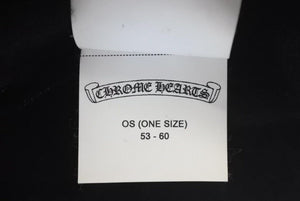 CHROME HEARTS
OS (ONE SIZE)
53 - 60